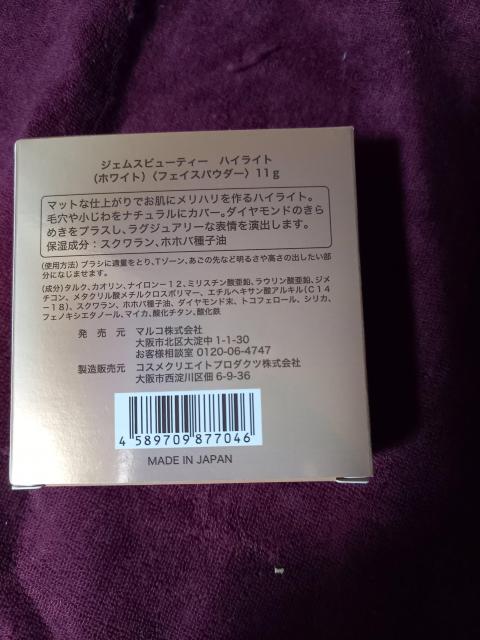 ジェムスビューティー ハイライト
(ホワイト)〈フェイスパウダー〉11g
マットな仕上がりでお肌にメリハリを作るハイライト。
毛穴や小じわをナチュラルにカバー。ダイヤモンドのきら
めきをプラスし、ラグジュアリーな表情を演出します。
保湿成分：スクワラン、ホホバ種子油
(使用方法) ブラシに適量をとり、Tゾーン、あごの先など明るさや高さの出したい部
分になじませます。
(成分)タルク、カオリン、ナイロン－12、ミリスチン酸亜鉛、ラウリン酸亜鉛、ジメ
チコン、メタクリル酸メチルクロスポリマー、エチルヘキサン酸アルキル(C14
－18)、スクワラン、ホホバ種子油、ダイヤモンド末、トコフェロール、シリカ、
フェノキシエタノール、マイカ、酸化チタン、酸化鉄
発売元 マルコ株式会社
大阪市北区大淀中1-1-30
お客様相談室 0120-06-4747
製造販売元 コスメクリエイトプロダクツ株式会社
大阪市西淀川区佃6-9-36
4 589709 877046
MADE IN JAPAN